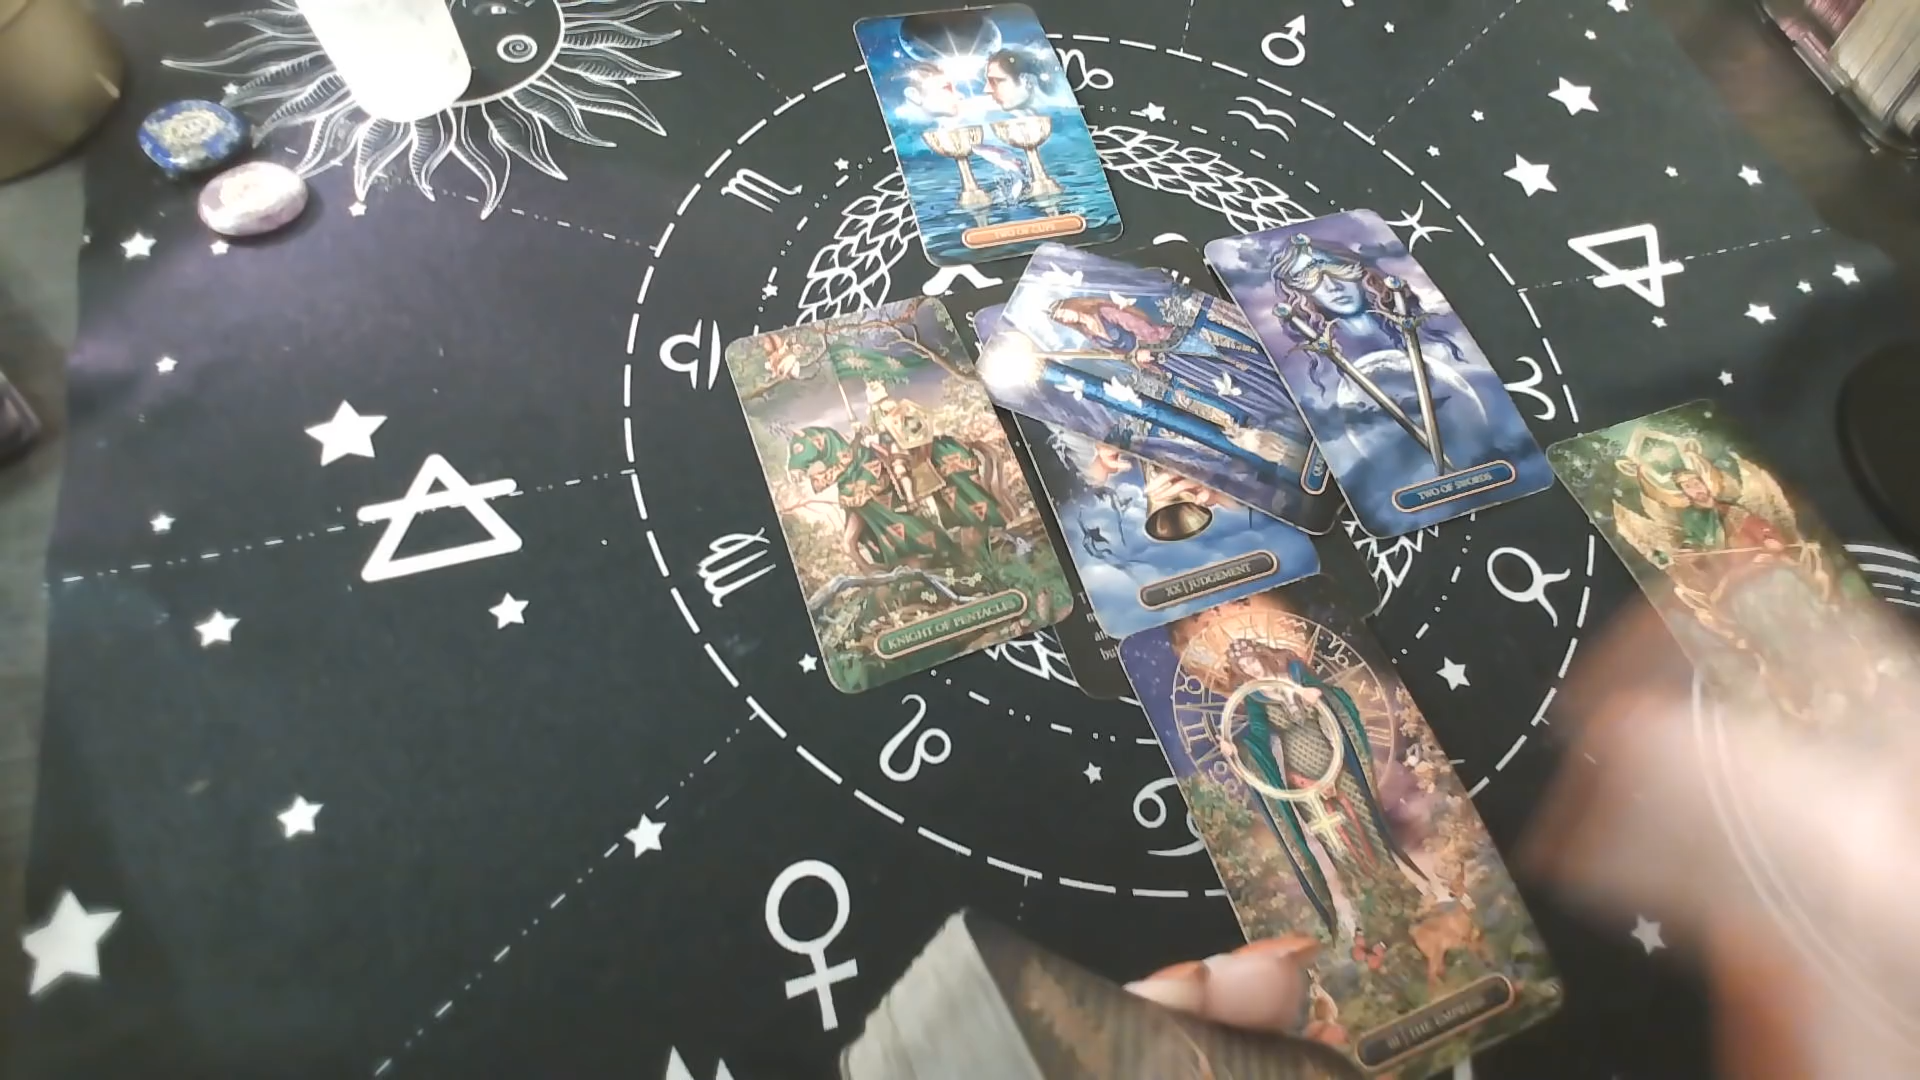 TWO OF CUPS
TWO OF SWORDS
XX | JUDGEMENT
KNIGHT OF PENTACLES
III | THE EMPRESS